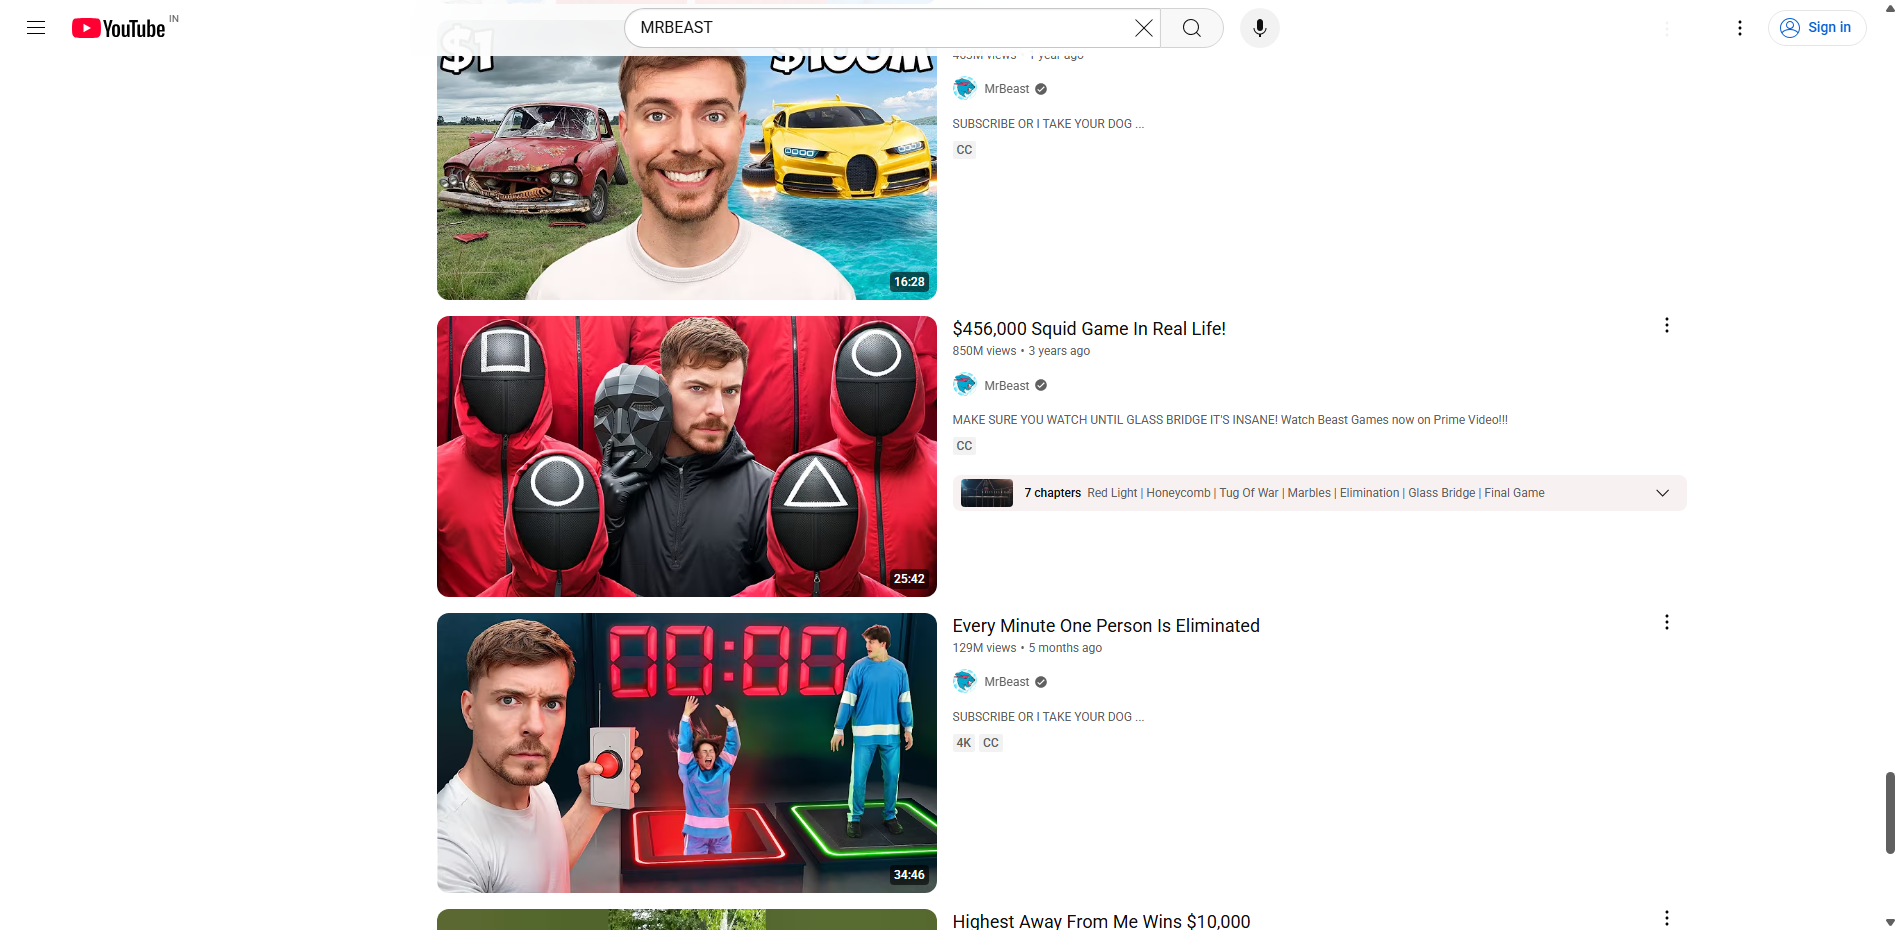 YouTube IN
MRBEAST
Sign in
$1
$100M
16:28
1 year ago
MrBeast
SUBSCRIBE OR I TAKE YOUR DOG ...
CC
25:42
$456,000 Squid Game In Real Life!
850M views • 3 years ago
MrBeast
MAKE SURE YOU WATCH UNTIL GLASS BRIDGE IT'S INSANE! Watch Beast Games now on Prime Video!!!
CC
7 chapters Red Light | Honeycomb | Tug Of War | Marbles | Elimination | Glass Bridge | Final Game
00:00
34:46
Every Minute One Person Is Eliminated
129M views • 5 months ago
MrBeast
SUBSCRIBE OR I TAKE YOUR DOG ...
4K CC
Highest Away From Me Wins $10,000